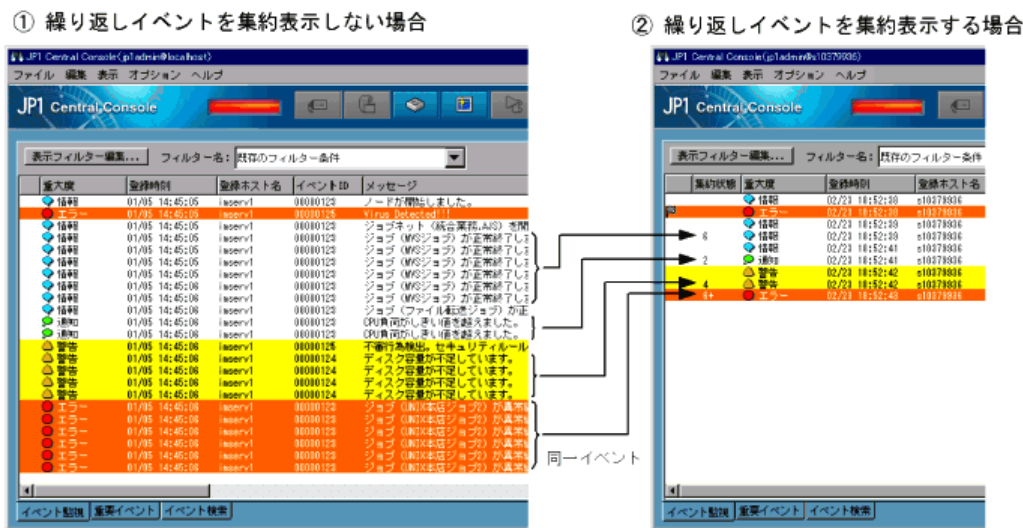 ① 繰り返しイベントを集約表示しない場合
② 繰り返しイベントを集約表示する場合
JP1 Central Console(jp1admin@localhost)
ファイル 編集 表示 オプション ヘルプ
JP1 Central Console
表示フィルター編集... フィルター名: 既存のフィルター条件
重大度 登録時刻 登録ホスト名 イベントID メッセージ
情報 01/05 14:45:05 imserv1 00000123 ノードが開始しました。
エラー 01/05 14:45:05 imserv1 Virus Detected!!!
情報 01/05 14:45:05 imserv1 00000123 ジョブネット (統合業務.AJS) を開
情報 01/05 14:45:05 imserv1 00000123 ジョブ (MVSジョブ) が正常終了しま
情報 01/05 14:45:05 imserv1 00000123 ジョブ (MVSジョブ) が正常終了しま
情報 01/05 14:45:05 imserv1 00000123 ジョブ (MVSジョブ) が正常終了しま
情報 01/05 14:45:06 imserv1 00000123 ジョブ (MVSジョブ) が正常終了しま
情報 01/05 14:45:06 imserv1 00000123 ジョブ (MVSジョブ) が正常終了しま
情報 01/05 14:45:06 imserv1 00000123 ジョブ (MVSジョブ) が正常終了しま
情報 01/05 14:45:06 imserv1 00000123 ジョブ (ファイル転送ジョブ) が正
通知 01/05 14:45:06 imserv1 00000123 CPU負荷がしきい値を超えました。
通知 01/05 14:45:06 imserv1 00000123 CPU負荷がしきい値を超えました。
警告 01/05 14:45:06 imserv1 00000125 不審行為検出。セキュリティルール
警告 01/05 14:45:06 imserv1 00000124 ディスク容量が不足しています。
警告 01/05 14:45:06 imserv1 00000124 ディスク容量が不足しています。
警告 01/05 14:45:06 imserv1 00000124 ディスク容量が不足しています。
警告 01/05 14:45:06 imserv1 00000124 ディスク容量が不足しています。
エラー 01/05 14:45:06 imserv1 00000123 ジョブ (UNIX本店ジョブ2) が異常
エラー 01/05 14:45:06 imserv1 00000123 ジョブ (UNIX本店ジョブ2) が異常
エラー 01/05 14:45:06 imserv1 00000123 ジョブ (UNIX本店ジョブ2) が異常
エラー 01/05 14:45:06 imserv1 00000123 ジョブ (UNIX本店ジョブ2) が異常
エラー 01/05 14:45:06 imserv1 00000123 ジョブ (UNIX本店ジョブ2) が異常
エラー 01/05 14:45:06 imserv1 00000123 ジョブ (UNIX本店ジョブ2) が異常
イベント監視 重要イベント イベント検索
同一イベント
JP1 Central Console(jp1admin@s10379936)
ファイル 編集 表示 オプション ヘルプ
JP1 Central Console
表示フィルター編集... フィルター名: 既存のフィルター条件
集約状態 重大度 登録時刻 登録ホスト名
情報 02/23 18:52:38 s10379936
エラー 02/23 18:52:38 s10379936
情報 02/23 18:52:39 s10379936
6 情報 02/23 18:52:39 s10379936
情報 02/23 18:52:41 s10379936
2 通知 02/23 18:52:41 s10379936
警告 02/23 18:52:42 s10379936
4 警告 02/23 18:52:42 s10379936
6+ エラー 02/23 18:52:43 s10379936
イベント監視 重要イベント イベント検索